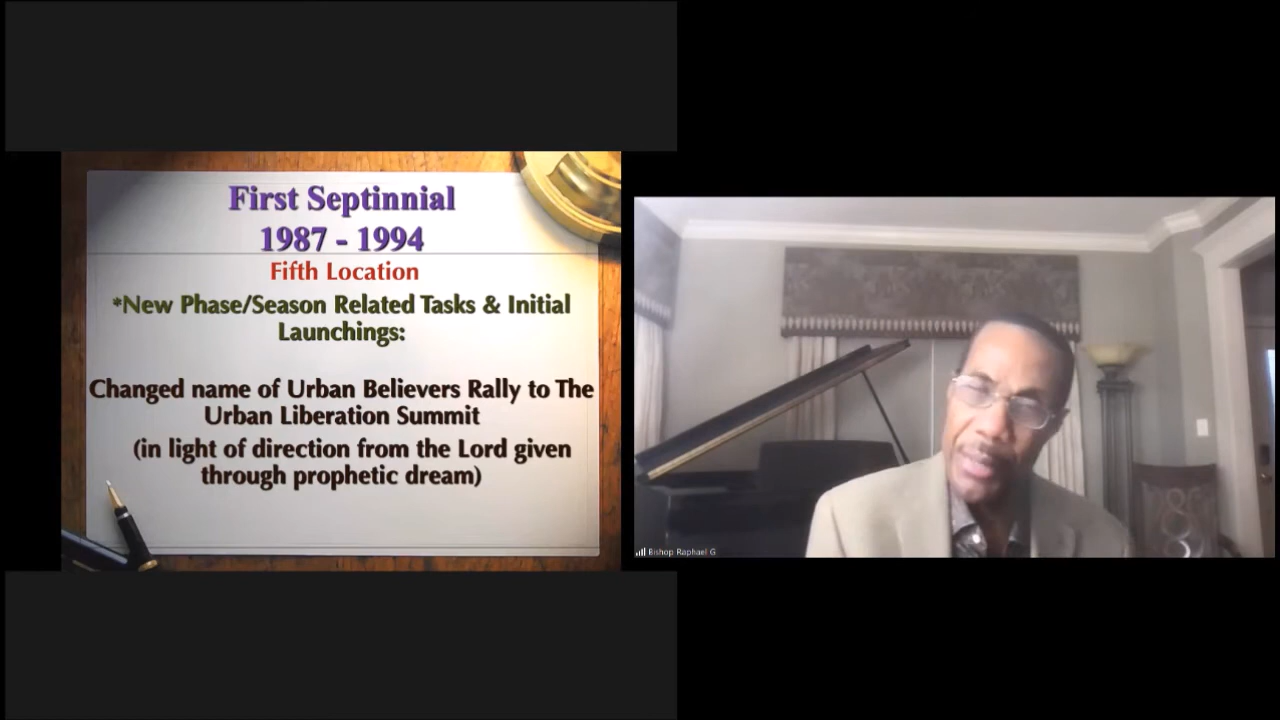 First Septinnial
1987 - 1994
Fifth Location
*New Phase/Season Related Tasks & Initial
Launchings:
Changed name of Urban Believers Rally to The
Urban Liberation Summit
(in light of direction from the Lord given
through prophetic dream)
Bishop Raphael G